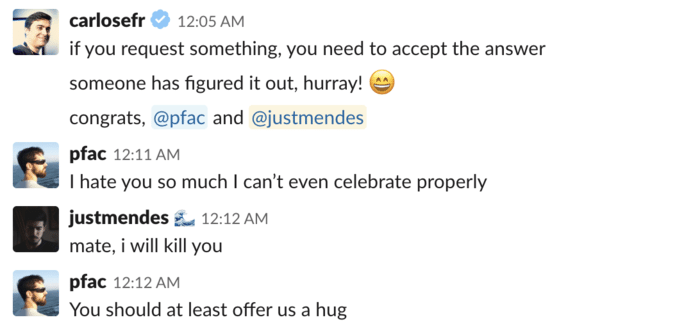 carlosefr 12:05 AM
if you request something, you need to accept the answer
someone has figured it out, hurray! 😄
congrats, @pfac and @justmendes
pfac 12:11 AM
I hate you so much I can’t even celebrate properly
justmendes 🌊 12:12 AM
mate, i will kill you
pfac 12:12 AM
You should at least offer us a hug